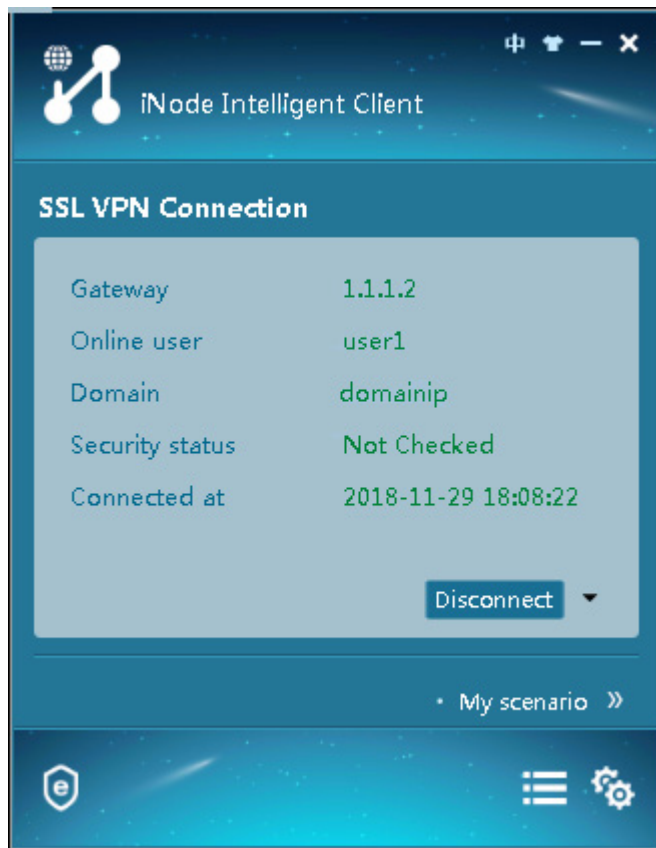 中
iNode Intelligent Client
SSL VPN Connection
Gateway 1.1.1.2
Online user user1
Domain domainip
Security status Not Checked
Connected at 2018-11-29 18:08:22
Disconnect
• My scenario »
e